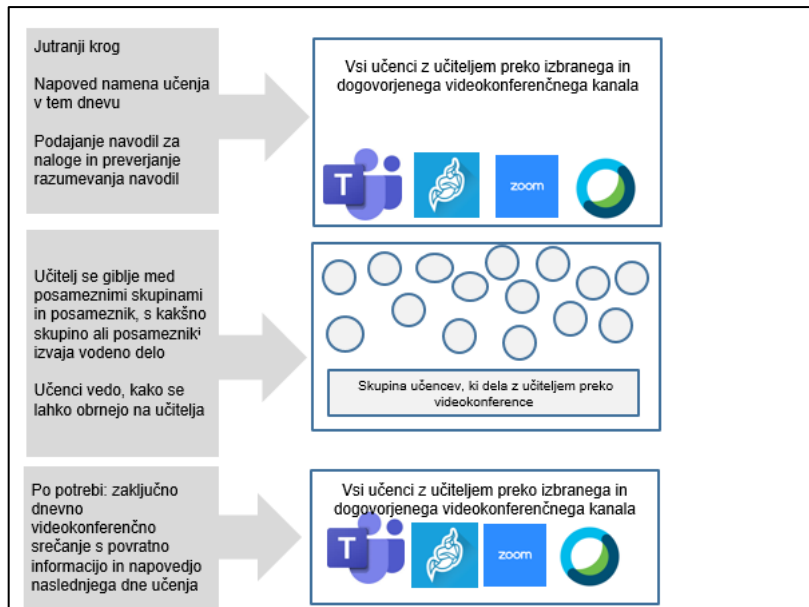 Jutranji krog
Napoved namena učenja
v tem dnevu
Podajanje navodil za
naloge in preverjanje
razumevanja navodil
Vsi učenci z učiteljem preko izbranega in
dogovorjenega videokonferenčnega kanala
T
zoom
Učitelj se giblje med
posameznimi skupinami
in posameznik, s kakšno
skupino ali posameznikı
izvaja vodeno delo
Učenci vedo, kako se
lahko obrnejo na učitelja
Skupina učencev, ki dela z učiteljem preko
videokonference
Po potrebi: zaključno
dnevno
videokonferenčno
srečanje s povratno
informacijo in napovedjo
naslednjega dne učenja
Vsi učenci z učiteljem preko izbranega in
dogovorjenega videokonferenčnega kanala
T
zoom